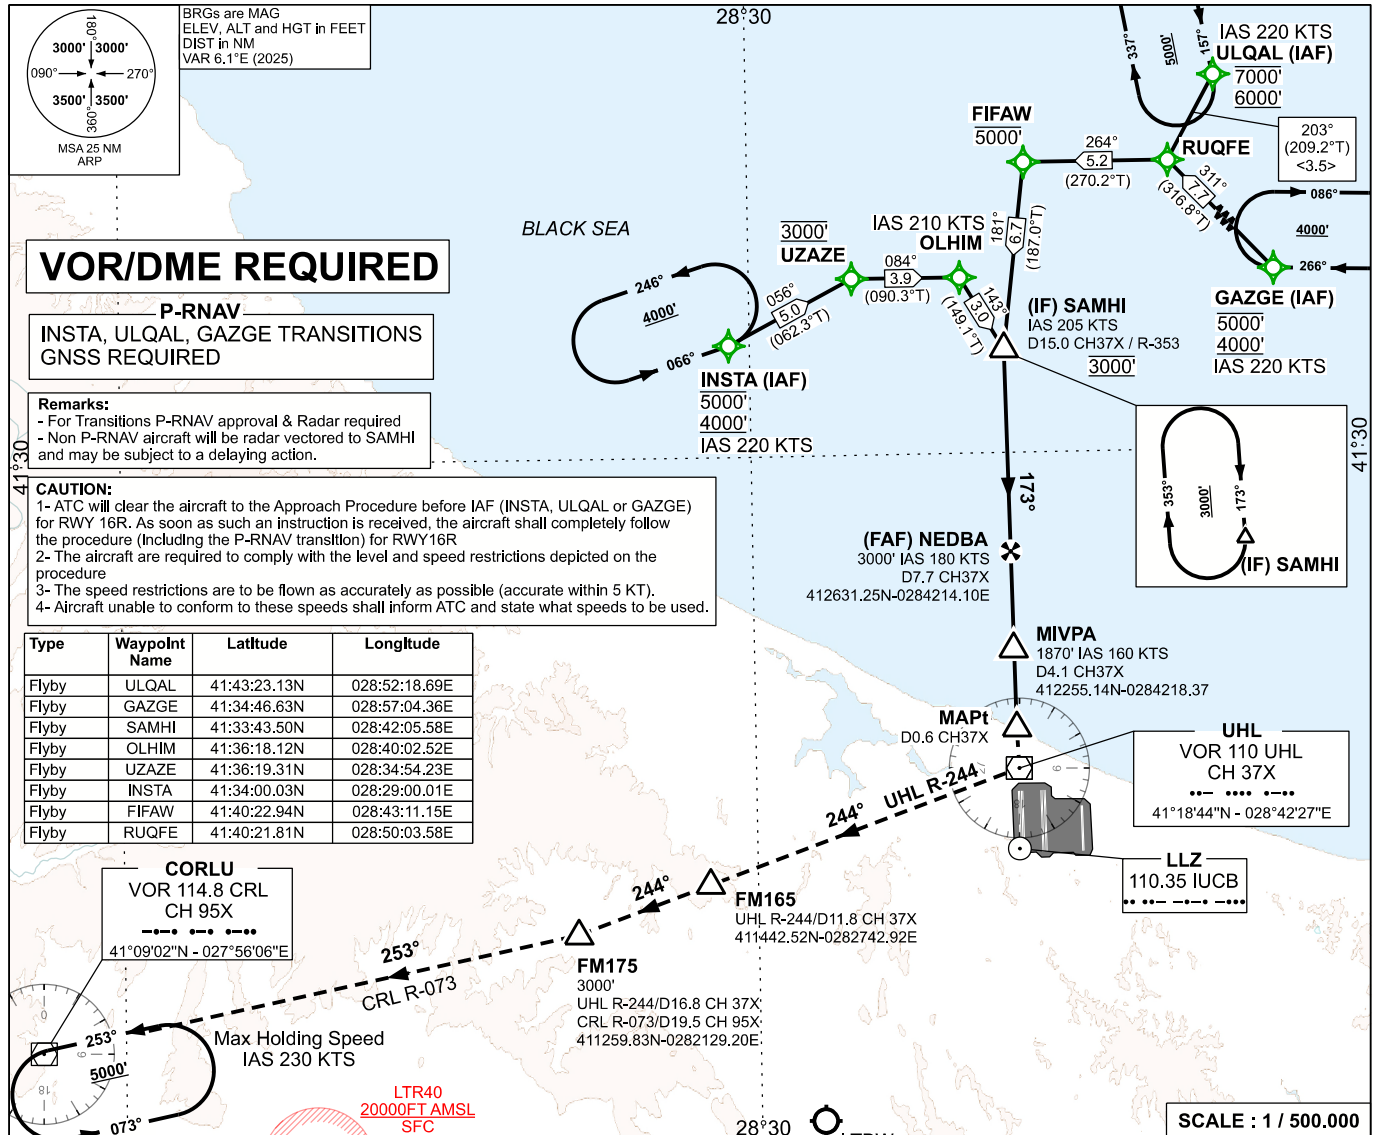 BRGs are MAG
ELEV, ALT and HGT in FEET
DIST in NM
VAR 6.1°E (2025)
180°
3000' 3000'
090° 270°
3500' 3500'
360°
MSA 25 NM
ARP
28°30
337°
5000'
157°
IAS 220 KTS
ULQAL (IAF)
7000'
6000'
203°
(209.2°T)
<3.5>
FIFAW
5000'
264°
5.2
(270.2°T)
RUQFE
311°
7.7
(316.8°T)
086°
4000'
266°
GAZGE (IAF)
5000'
4000'
IAS 220 KTS
BLACK SEA
3000'
UZAZE
IAS 210 KTS
OLHIM
084°
3.9
(090.3°T)
181°
6.7
(187.0°T)
143°
3.0
(149.1°T)
246°
4000'
066°
056°
5.0
(062.3°T)
INSTA (IAF)
5000'
4000'
IAS 220 KTS
(IF) SAMHI
IAS 205 KTS
D15.0 CH37X / R-353
3000'
VOR/DME REQUIRED
P-RNAV
INSTA, ULQAL, GAZGE TRANSITIONS
GNSS REQUIRED
Remarks:
- For Transitions P-RNAV approval & Radar required
- Non P-RNAV aircraft will be radar vectored to SAMHI
and may be subject to a delaying action.
41°30
41°30
353°
3000'
173°
(IF) SAMHI
CAUTION:
1- ATC will clear the aircraft to the Approach Procedure before IAF (INSTA, ULQAL or GAZGE)
for RWY 16R. As soon as such an instruction is received, the aircraft shall completely follow
the procedure (including the P-RNAV transition) for RWY16R
2- The aircraft are required to comply with the level and speed restrictions depicted on the
procedure
3- The speed restrictions are to be flown as accurately as possible (accurate within 5 KT).
4- Aircraft unable to conform to these speeds shall inform ATC and state what speeds to be used.
173°
(FAF) NEDBA
3000' IAS 180 KTS
D7.7 CH37X
412631.25N-0284214.10E
MIVPA
1870' IAS 160 KTS
D4.1 CH37X
412255.14N-0284218.37
MAPt
D0.6 CH37X
Type Waypoint Name Latitude Longitude
Flyby ULQAL 41:43:23.13N 028:52:18.69E
Flyby GAZGE 41:34:46.63N 028:57:04.36E
Flyby SAMHI 41:33:43.50N 028:42:05.58E
Flyby OLHIM 41:36:18.12N 028:40:02.52E
Flyby UZAZE 41:36:19.31N 028:34:54.23E
Flyby INSTA 41:34:00.03N 028:29:00.01E
Flyby FIFAW 41:40:22.94N 028:43:11.15E
Flyby RUQFE 41:40:21.81N 028:50:03.58E
UHL
VOR 110 UHL
CH 37X
41°18'44"N - 028°42'27"E
9
18
LLZ
110.35 IUCB
UHL R-244
244°
244°
FM165
UHL R-244/D11.8 CH 37X
411442.52N-0282742.92E
CORLU
VOR 114.8 CRL
CH 95X
41°09'02"N - 027°56'06"E
253°
CRL R-073
FM175
3000'
UHL R-244/D16.8 CH 37X
CRL R-073/D19.5 CH 95X
411259.83N-0282129.20E
0
9
18
253°
5000'
073°
Max Holding Speed
IAS 230 KTS
LTR40
20000FT AMSL
SFC
28°30
SCALE : 1 / 500.000